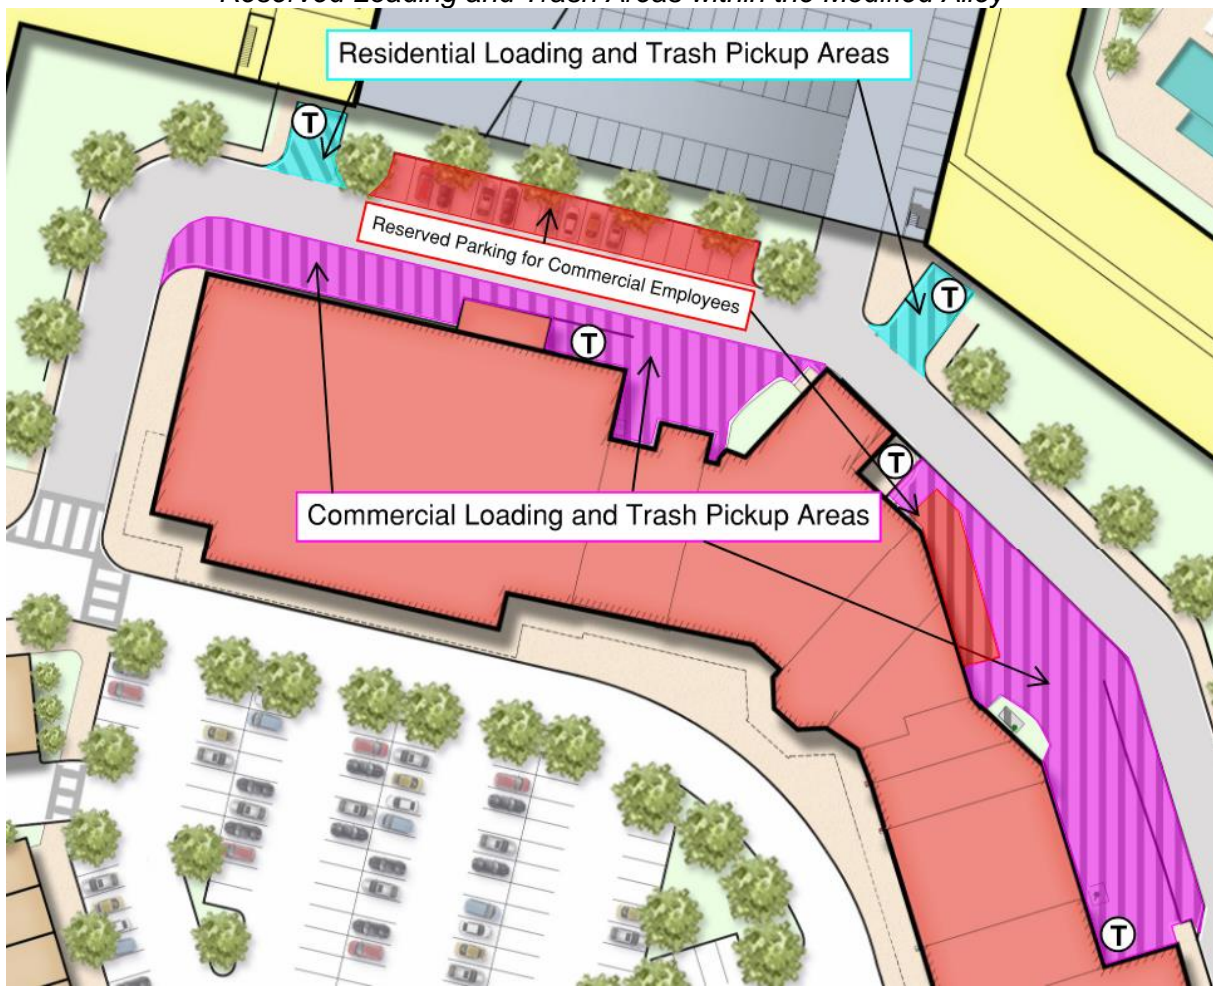 Reserved Loading and Trash Areas within the Modified Alley
Residential Loading and Trash Pickup Areas
T
Reserved Parking for Commercial Employees
T
T
T
Commercial Loading and Trash Pickup Areas
T